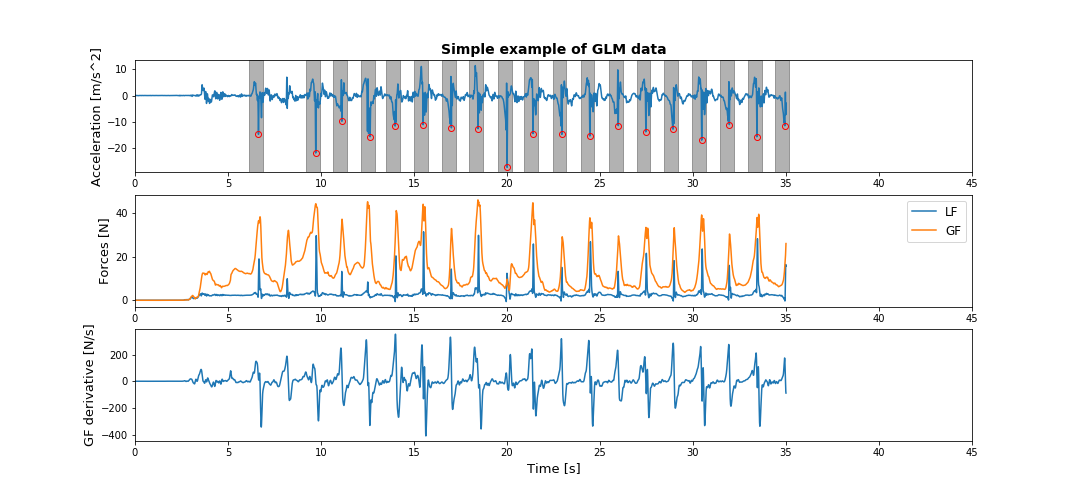 Simple example of GLM data
Acceleration [m/s^2]
10
0
−10
−20
0 5 10 15 20 25 30 35 40 45
Forces [N]
40
20
0
LF
GF
0 5 10 15 20 25 30 35 40 45
GF derivative [N/s]
200
0
−200
−400
0 5 10 15 20 25 30 35 40 45
Time [s]